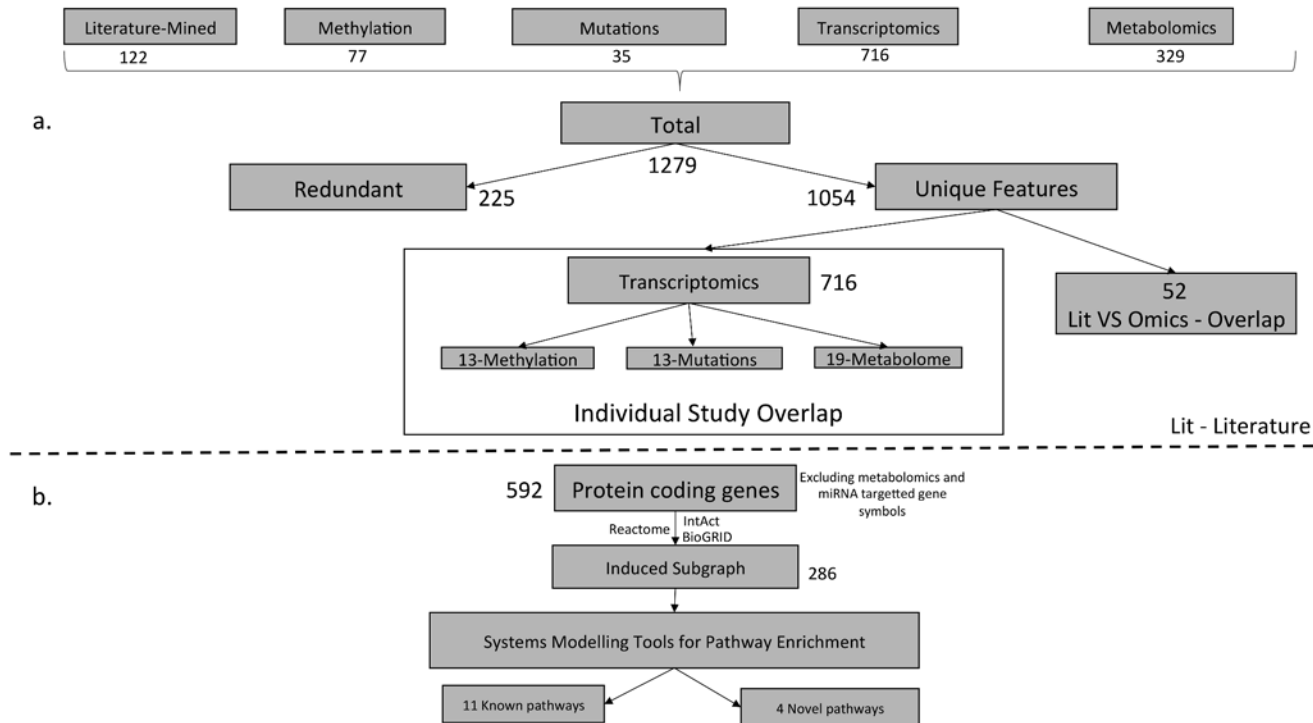 Literature-Mined
Methylation
Mutations
Transcriptomics
Metabolomics
122
77
35
716
329
a.
Total
1279
Redundant
225
1054
Unique Features
Transcriptomics
716
13-Methylation
13-Mutations
19-Metabolome
Individual Study Overlap
52
Lit VS Omics - Overlap
Lit - Literature
b.
592
Protein coding genes
Excluding metabolomics and
miRNA targetted gene
symbols
Reactome
IntAct
BioGRID
Induced Subgraph
286
Systems Modelling Tools for Pathway Enrichment
11 Known pathways
4 Novel pathways